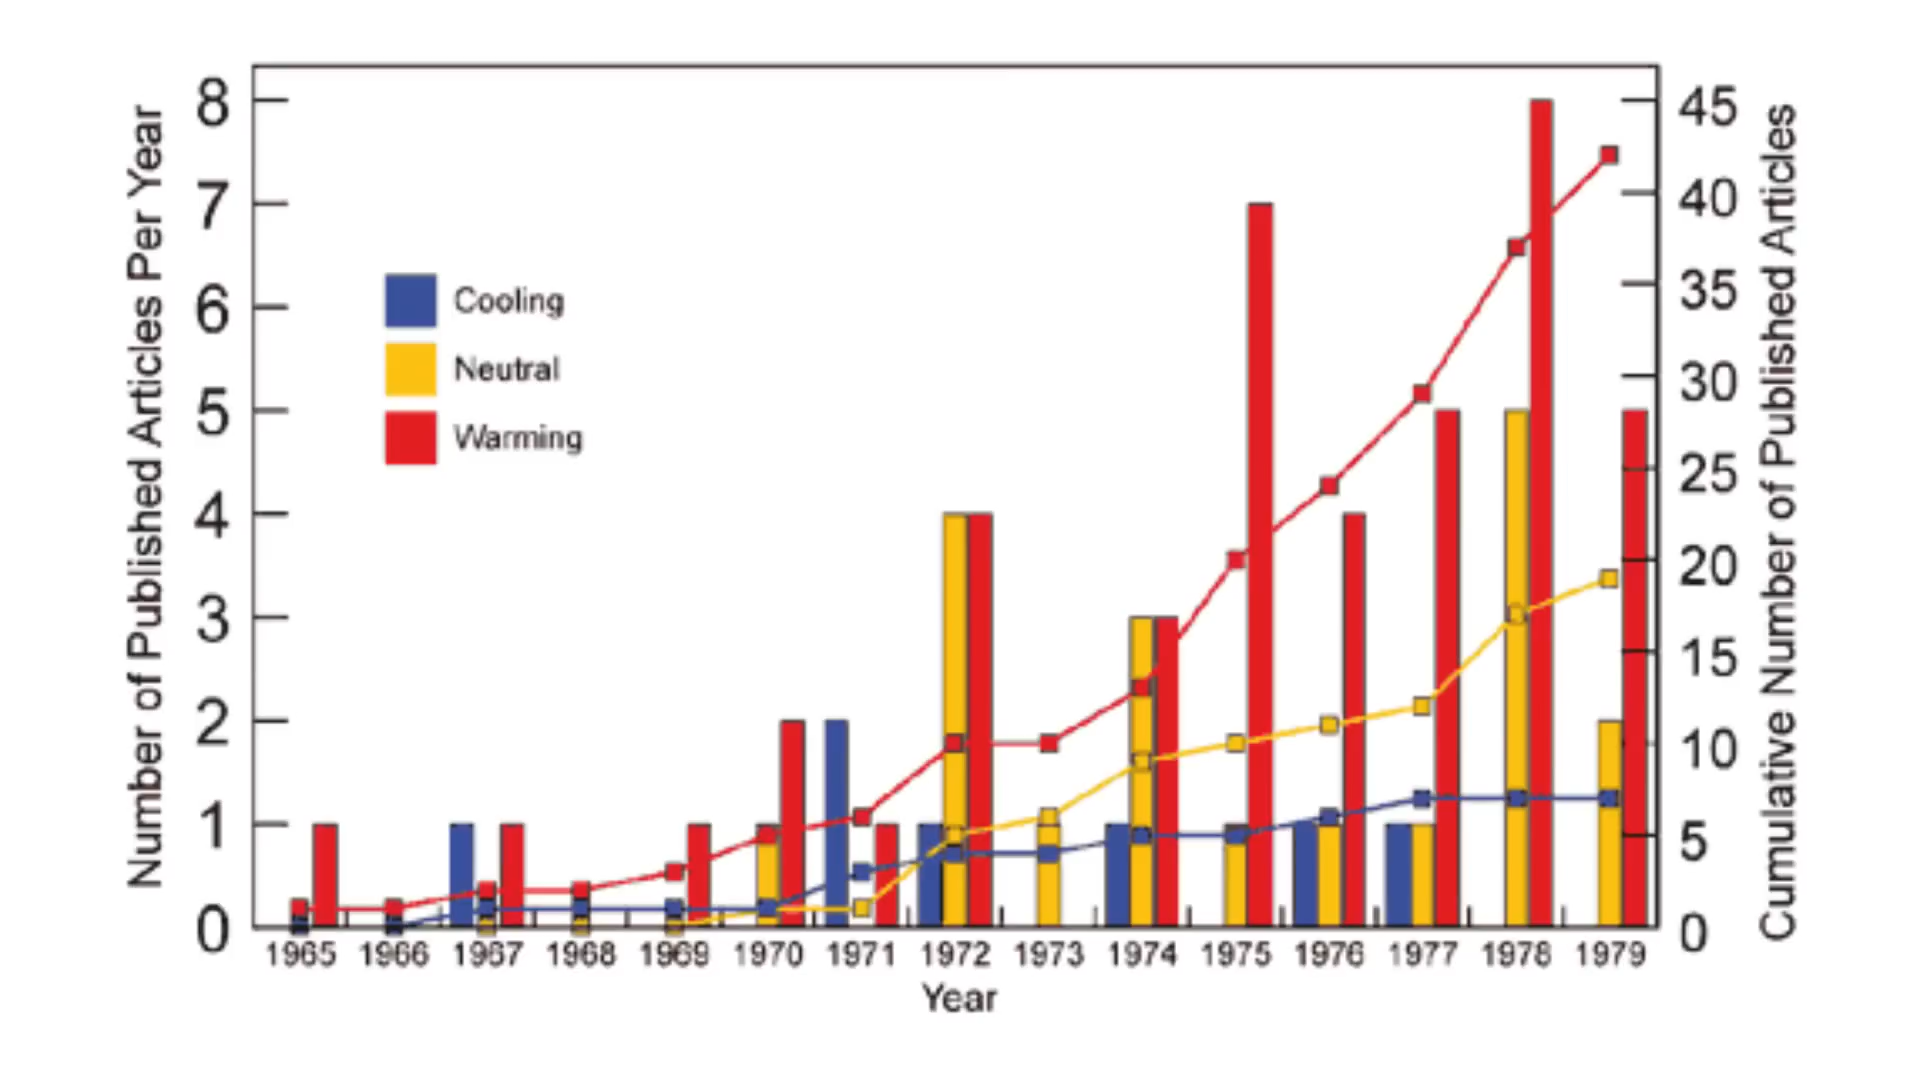 Number of Published Articles Per Year
8
7
6
5
4
3
2
1
0
Cooling
Neutral
Warming
45
40
35
30
25
20
15
10
5
0
Cumulative Number of Published Articles
1965 1966 1967 1968 1969 1970 1971 1972 1973 1974 1975 1976 1977 1978 1979
Year